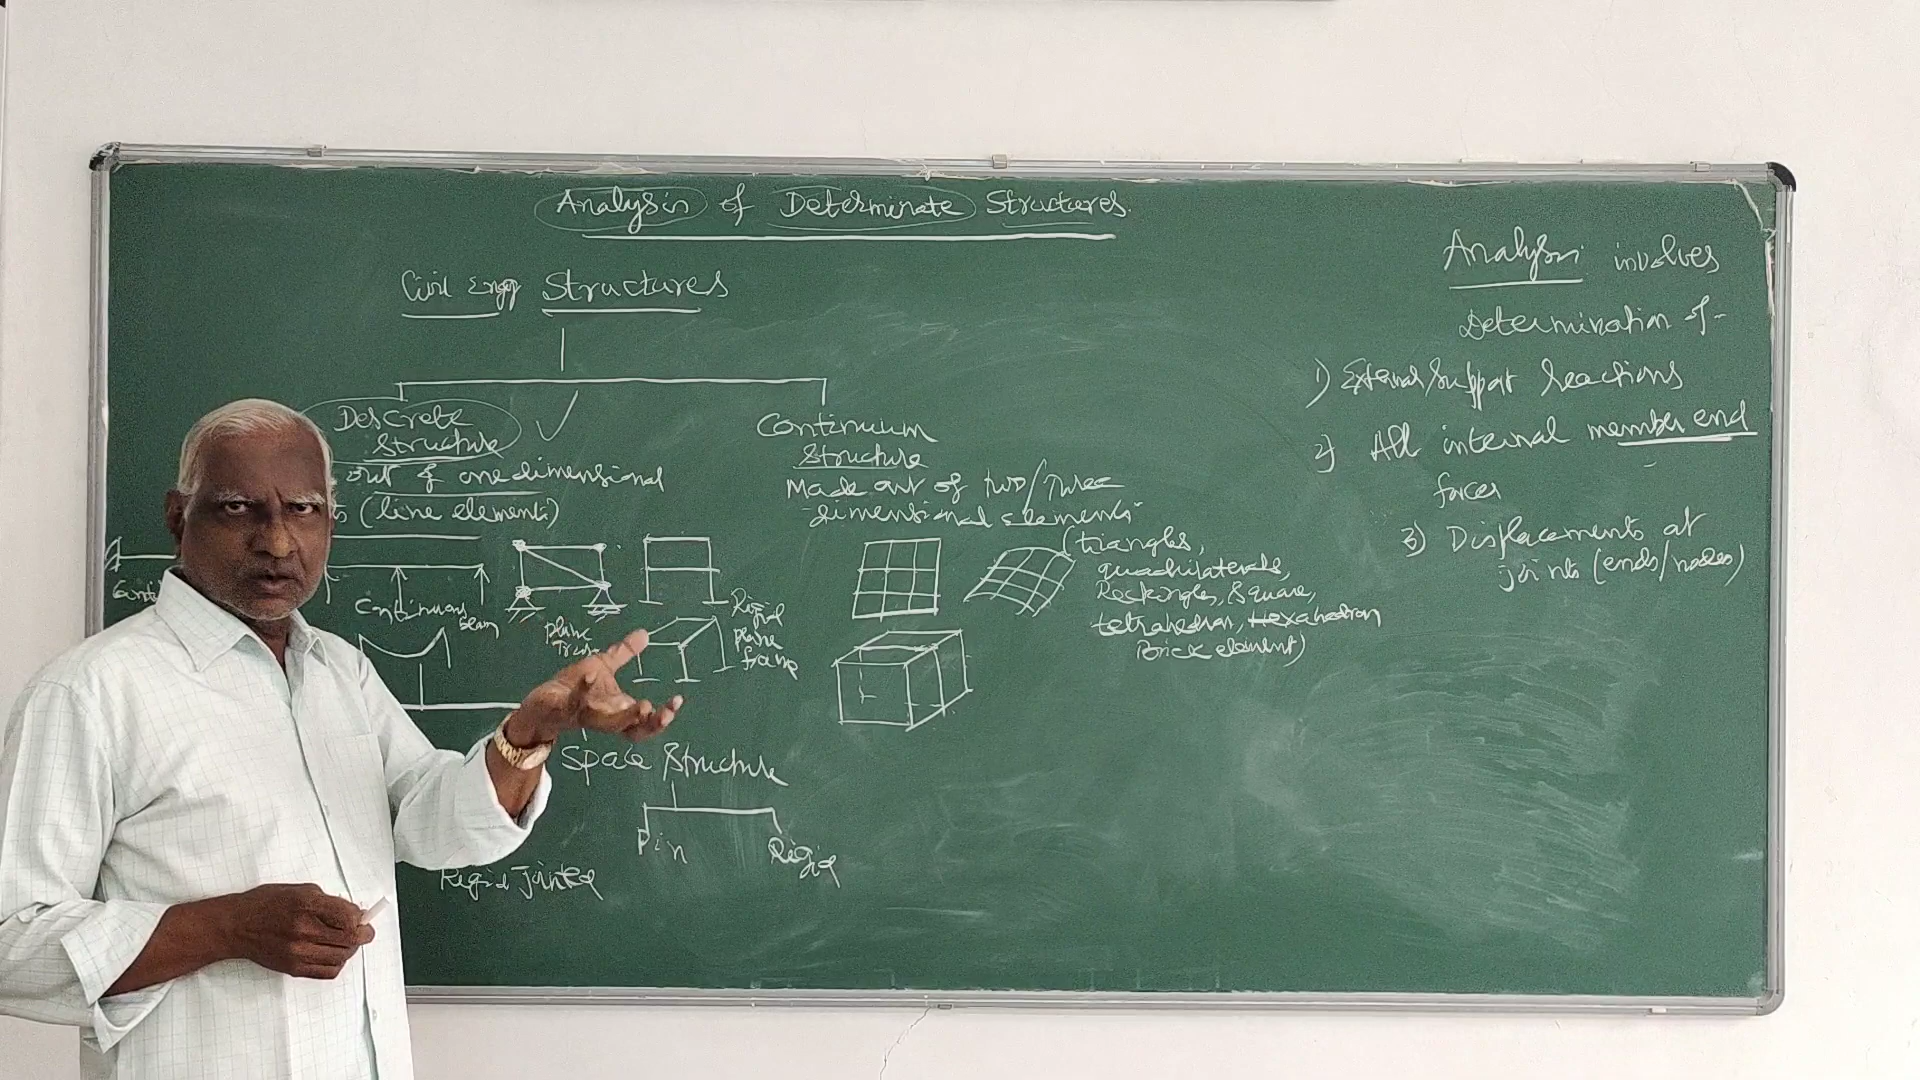 Analysis of Determinate Structures.
Civil Engg Structures
Descrete
Structure
out of one dimensional
(line elements)
Continuous
Beam
plane
Truss
Rigid
plane
frame
Space Structure
Pin
Rigid
Rigid Jointed
Continuum
Structure
Made out of two/Three
dimensional elements
(triangles,
quadrilaterals,
Rectangles, Square,
tetrahedron, Hexahedron
Brick element)
Analysis involves
Determination of-
1) External/Support Reactions
2) All internal member end
forces
3) Displacements at
joints (ends/nodes)